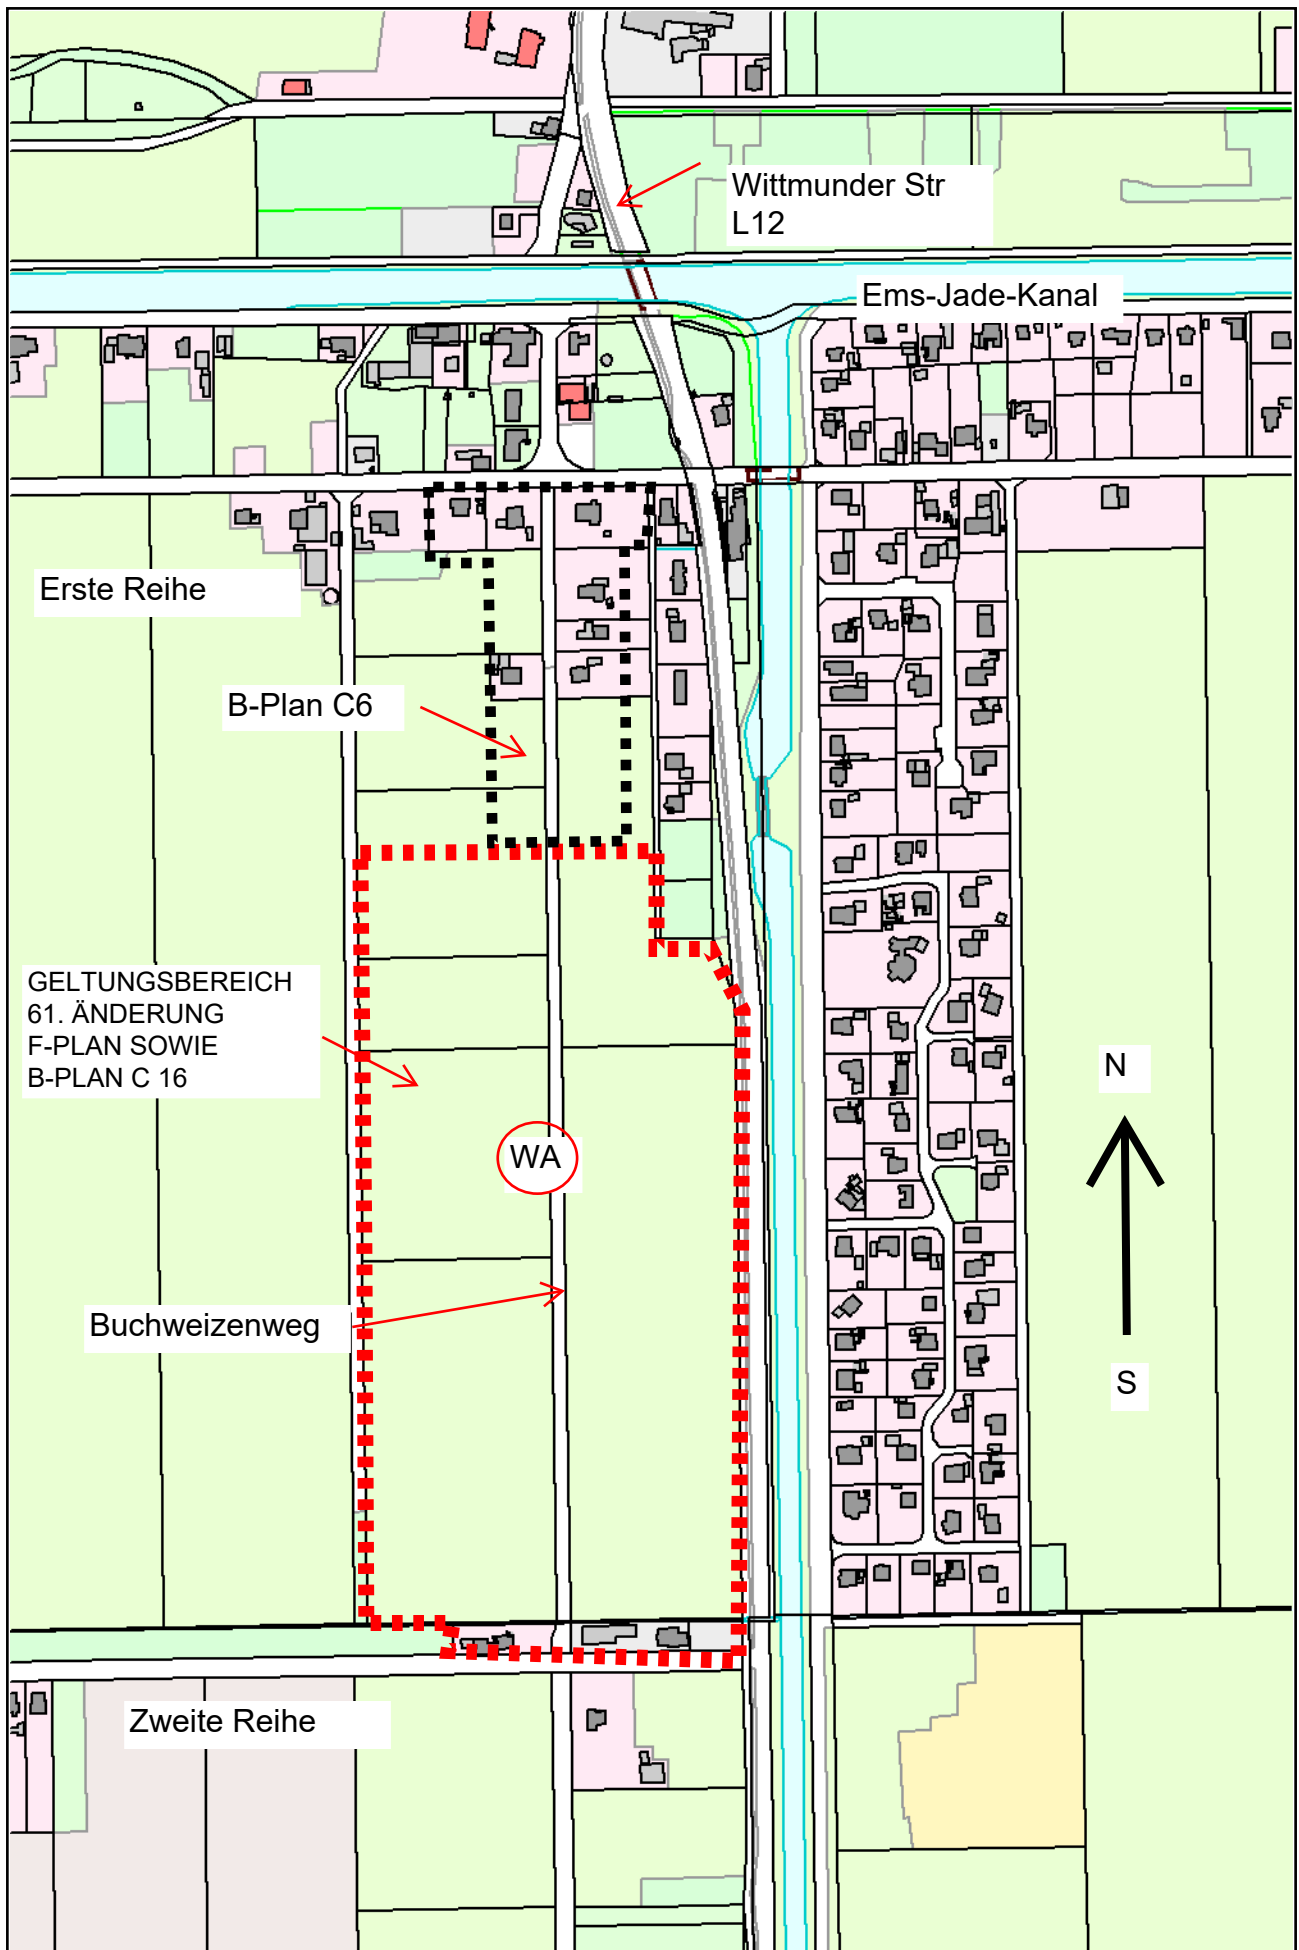 Wittmunder Str
L12
Ems-Jade-Kanal
Erste Reihe
B-Plan C6
GELTUNGSBEREICH
61. ÄNDERUNG
F-PLAN SOWIE
B-PLAN C 16
N
WA
Buchweizenweg
S
Zweite Reihe